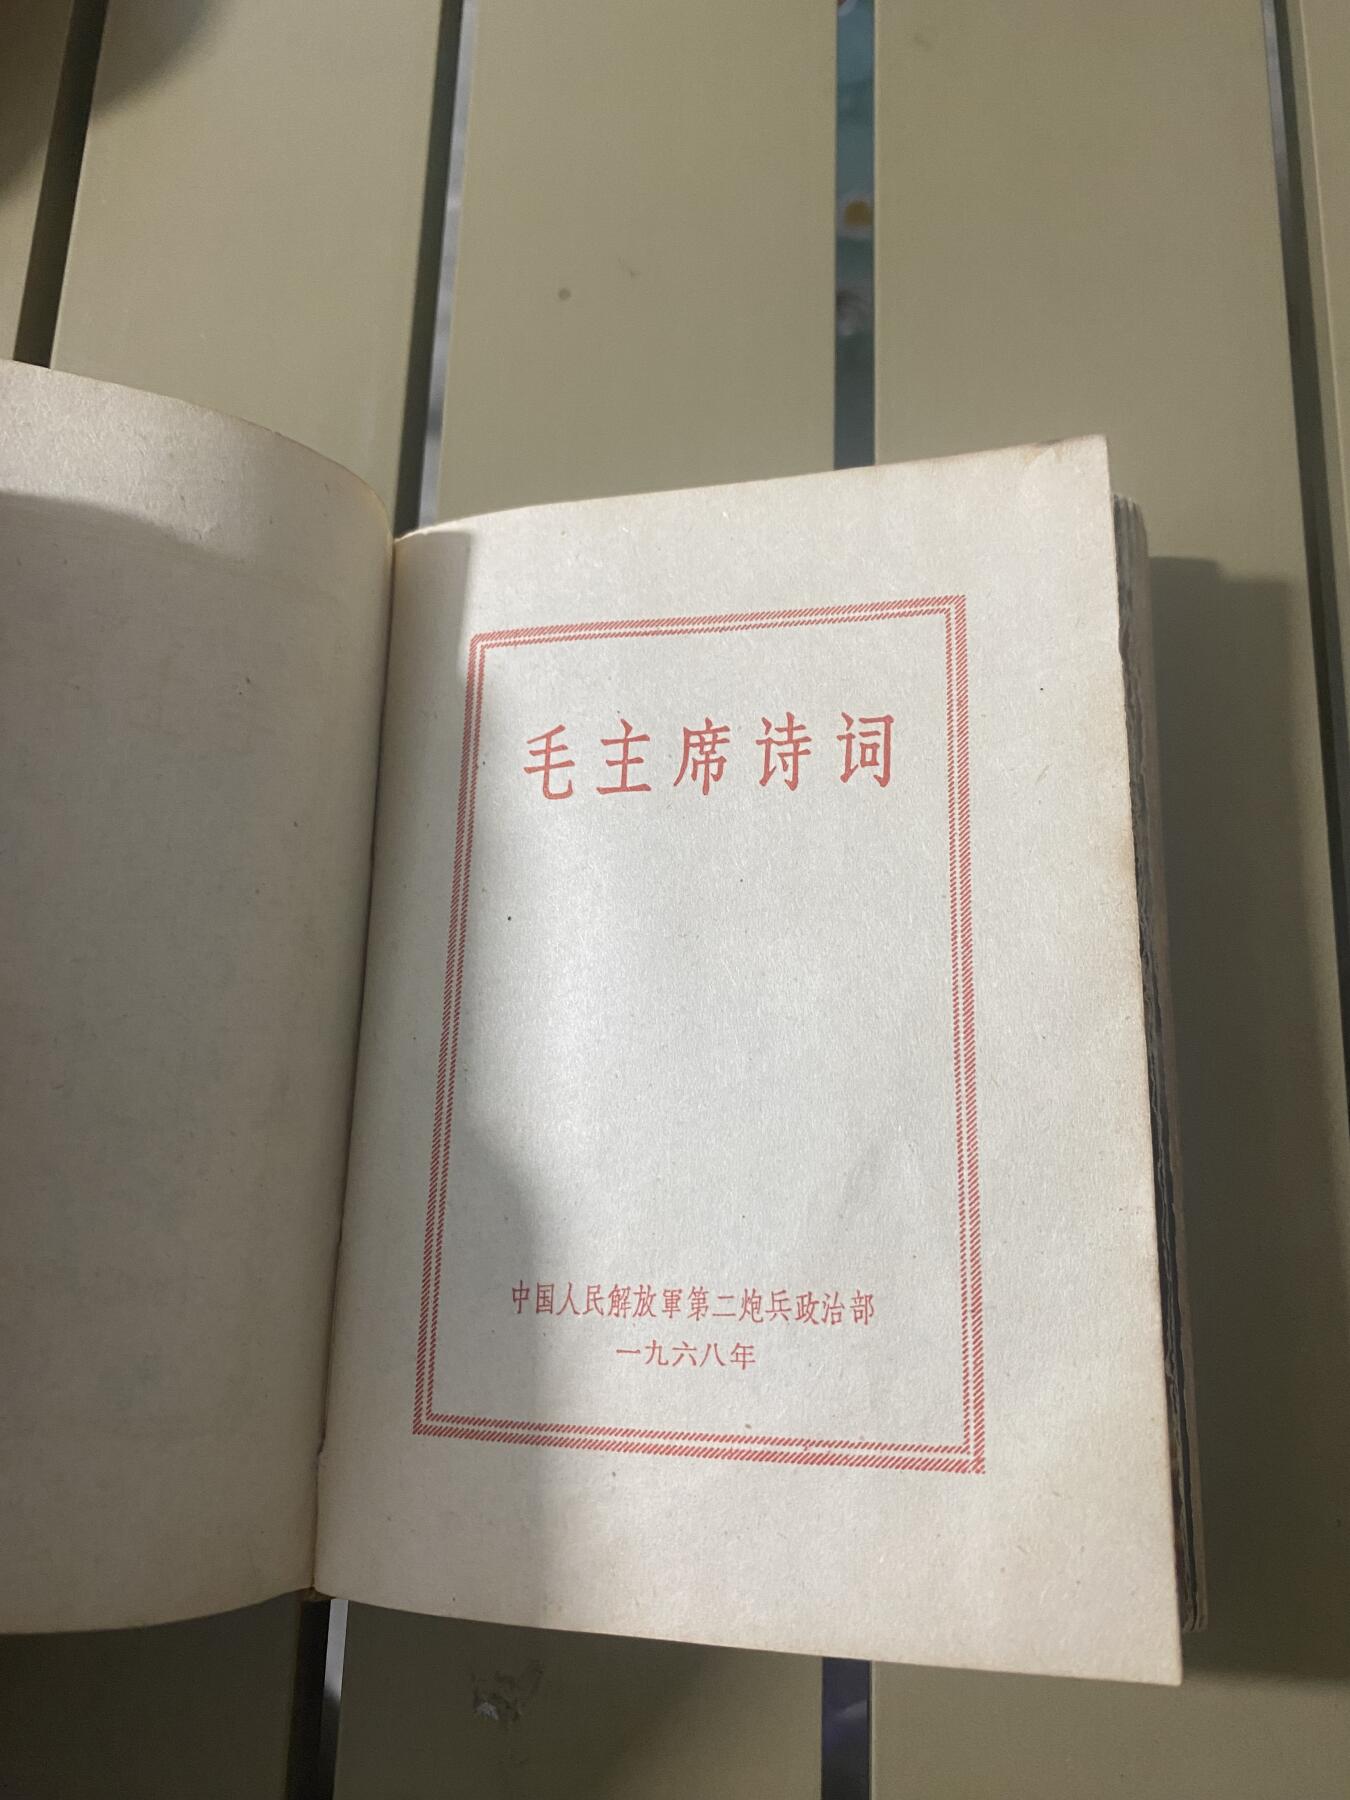 毛主席诗词
中国人民解放軍第二炮兵政治部
一九六八年